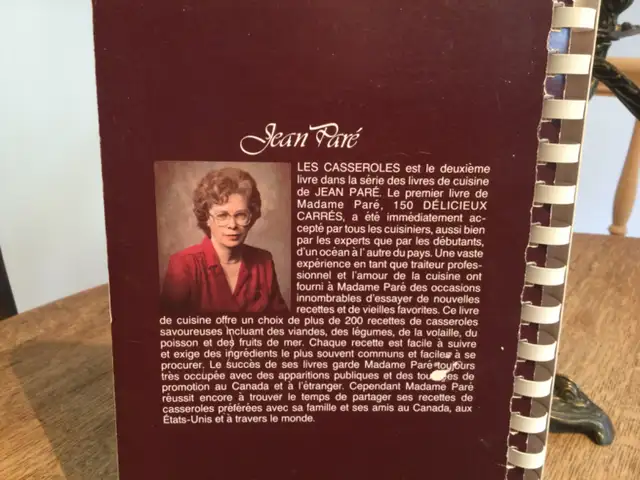 Jean Paré
LES CASSEROLES est le deuxième
livre dans la série des livres de cuisine
de JEAN PARÉ. Le premier livre de
Madame Paré, 150 DÉLICIEUX
CARRÉS, a été immèdiatement ac-
cepté par tous les cuisiniers, aussi bien
par les experts que par les débutants,
d'un océan à l' autre du pays. Une vaste
expérience en tant que traiteur profes-
sionnel et l'amour de la cuisine ont
fourni à Madame Paré des occasions
innombrables d'essayer de nouvelles
recettes et de vieilles favorites. Ce livre
de cuisine offre un choix de plus de 200 recettes de casseroles
savoureuses incluant des viandes, des légumes, de la volaille, du
poisson et des fruits de mer. Chaque recette est facile à suivre
et exige des ingrédients le plus souvent communs et faciles à se
procurer. Le succès de ses livres garde Madame Paré toujours
très occupée avec des apparitions publiques et des tournées de
promotion au Canada et à l'étranger. Cependant Madame Paré
réussit encore à trouver le temps de partager ses recettes de
casseroles préférées avec sa famille et ses amis au Canada, aux
États-Unis et à travers le monde.